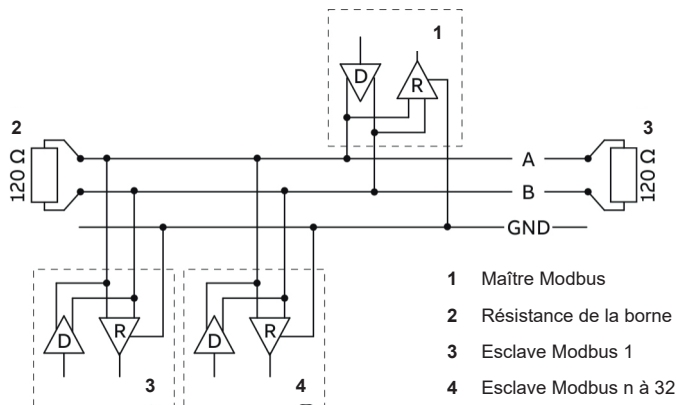 1
D
R
2
3
120 Ω
A
120 Ω
B
GND
D
R
D
R
3
4
1 Maître Modbus
2 Résistance de la borne
3 Esclave Modbus 1
4 Esclave Modbus n à 32